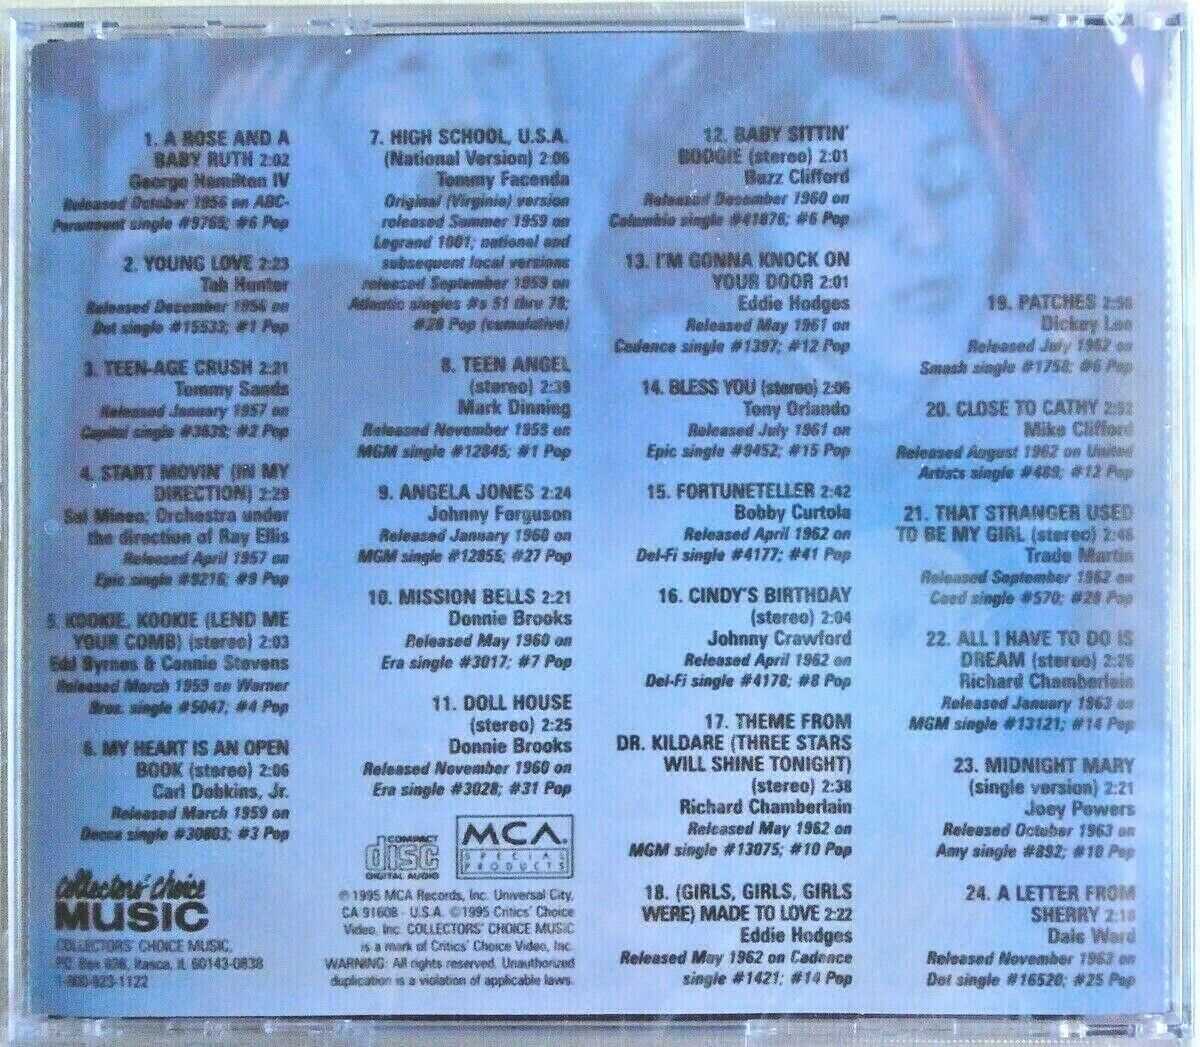 1. A ROSE AND A
BABY RUTH 2:02
George Hamilton IV
Released October 1956 on ABC-
Paramount single #9765; #6 Pop
2. YOUNG LOVE 2:23
Tab Hunter
Released December 1956 on
Dot single #15533; #1 Pop
3. TEEN-AGE CRUSH 2:21
Tommy Sands
Released January 1957 on
Capitol single #3639; #2 Pop
4. START MOVIN' (IN MY
DIRECTION) 2:29
Sal Mineo; Orchestra under
the direction of Ray Ellis
Released April 1957 on
Epic single #9216; #9 Pop
5. KOOKIE, KOOKIE (LEND ME
YOUR COMB) (stereo) 2:03
Edd Byrnes & Connie Stevens
Released March 1959 on Warner
Bros. single #5047; #4 Pop
6. MY HEART IS AN OPEN
BOOK (stereo) 2:06
Carl Dobkins, Jr.
Released March 1959 on
Decca single #30803; #3 Pop
collectors' choice
MUSIC
COLLECTORS' CHOICE MUSIC,
P.O. Box 838, Itasca, IL 60143-0838
1-800-923-1122
7. HIGH SCHOOL, U.S.A.
(National Version) 2:06
Tommy Facenda
Original (Virginia) version
released Summer 1959 on
Legrand 1001; national and
subsequent local versions
released September 1959 on
Atlantic singles #s 51 thru 78;
#28 Pop (cumulative)
8. TEEN ANGEL
(stereo) 2:39
Mark Dinning
Released November 1959 on
MGM single #12845; #1 Pop
9. ANGELA JONES 2:24
Johnny Ferguson
Released January 1960 on
MGM single #12855; #27 Pop
10. MISSION BELLS 2:21
Donnie Brooks
Released May 1960 on
Era single #3017; #7 Pop
11. DOLL HOUSE
(stereo) 2:25
Donnie Brooks
Released November 1960 on
Era single #3028; #31 Pop
COMPACT
disc
DIGITAL AUDIO
MCA®
SPECIAL
PRODUCTS
℗1995 MCA Records, Inc. Universal City,
CA 91608 - U.S.A. ©1995 Critics' Choice
Video, Inc. COLLECTORS' CHOICE MUSIC
is a mark of Critics' Choice Video, Inc.
WARNING: All rights reserved. Unauthorized
duplication is a violation of applicable laws.
12. BABY SITTIN'
BOOGIE (stereo) 2:01
Buzz Clifford
Released December 1960 on
Columbia single #41876; #6 Pop
13. I'M GONNA KNOCK ON
YOUR DOOR 2:01
Eddie Hodges
Released May 1961 on
Cadence single #1397; #12 Pop
14. BLESS YOU (stereo) 2:06
Tony Orlando
Released July 1961 on
Epic single #9452; #15 Pop
15. FORTUNETELLER 2:42
Bobby Curtola
Released April 1962 on
Del-Fi single #4177; #41 Pop
16. CINDY'S BIRTHDAY
(stereo) 2:04
Johnny Crawford
Released April 1962 on
Del-Fi single #4178; #8 Pop
17. THEME FROM
DR. KILDARE (THREE STARS
WILL SHINE TONIGHT)
(stereo) 2:38
Richard Chamberlain
Released May 1962 on
MGM single #13075; #10 Pop
18. (GIRLS, GIRLS, GIRLS
WERE) MADE TO LOVE 2:22
Eddie Hodges
Released May 1962 on Cadence
single #1421; #14 Pop
19. PATCHES 2:56
Dickey Lee
Released July 1962 on
Smash single #1758; #6 Pop
20. CLOSE TO CATHY
Mike Clifford
Released August 1962 on United
Artists single #489; #12 Pop
21. THAT STRANGER USED
TO BE MY GIRL (stereo) 2:46
Trade Martin
Released September 1962 on
Coed single #570; #28 Pop
22. ALL I HAVE TO DO IS
DREAM (stereo) 2:26
Richard Chamberlain
Released January 1963 on
MGM single #13121; #14 Pop
23. MIDNIGHT MARY
(single version) 2:21
Joey Powers
Released October 1963 on
Amy single #892; #10 Pop
24. A LETTER FROM
SHERRY 2:18
Dale Ward
Released November 1963 on
Dot single #16520; #25 Pop